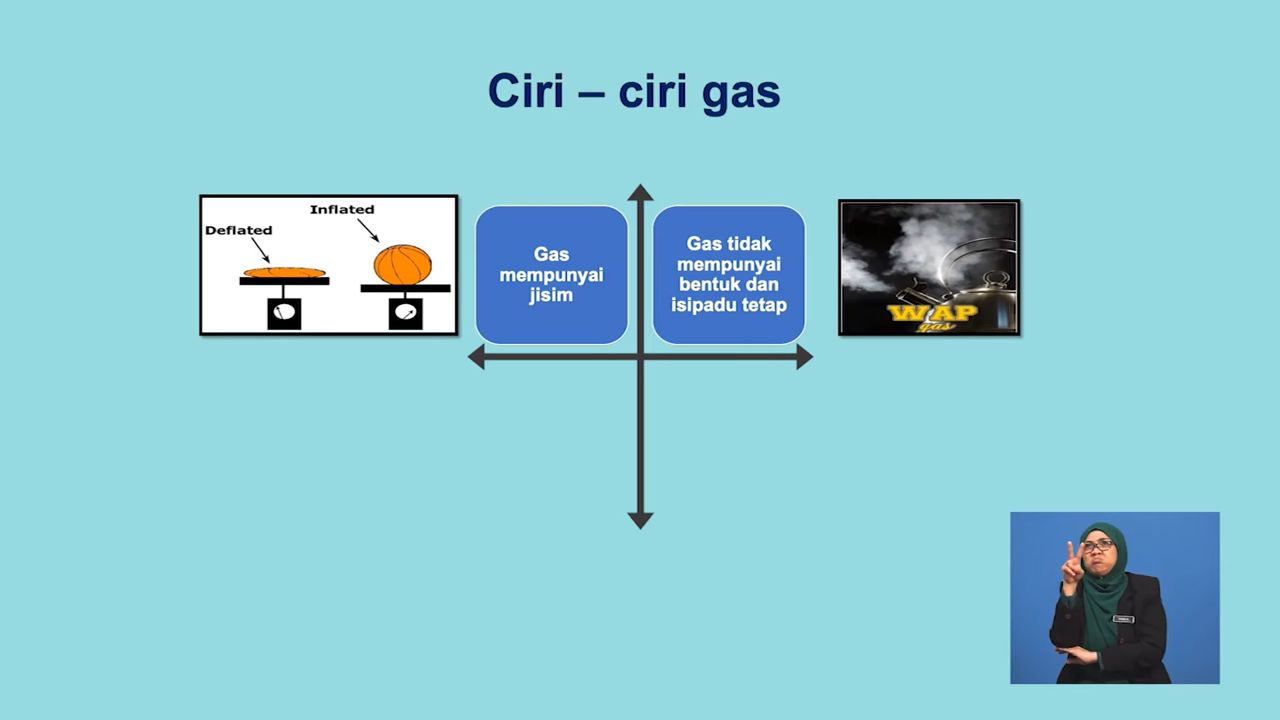 Ciri – ciri gas
Inflated
Deflated
Gas
mempunyai
jisim
Gas tidak
mempunyai
bentuk dan
isipadu tetap
WAP
gas